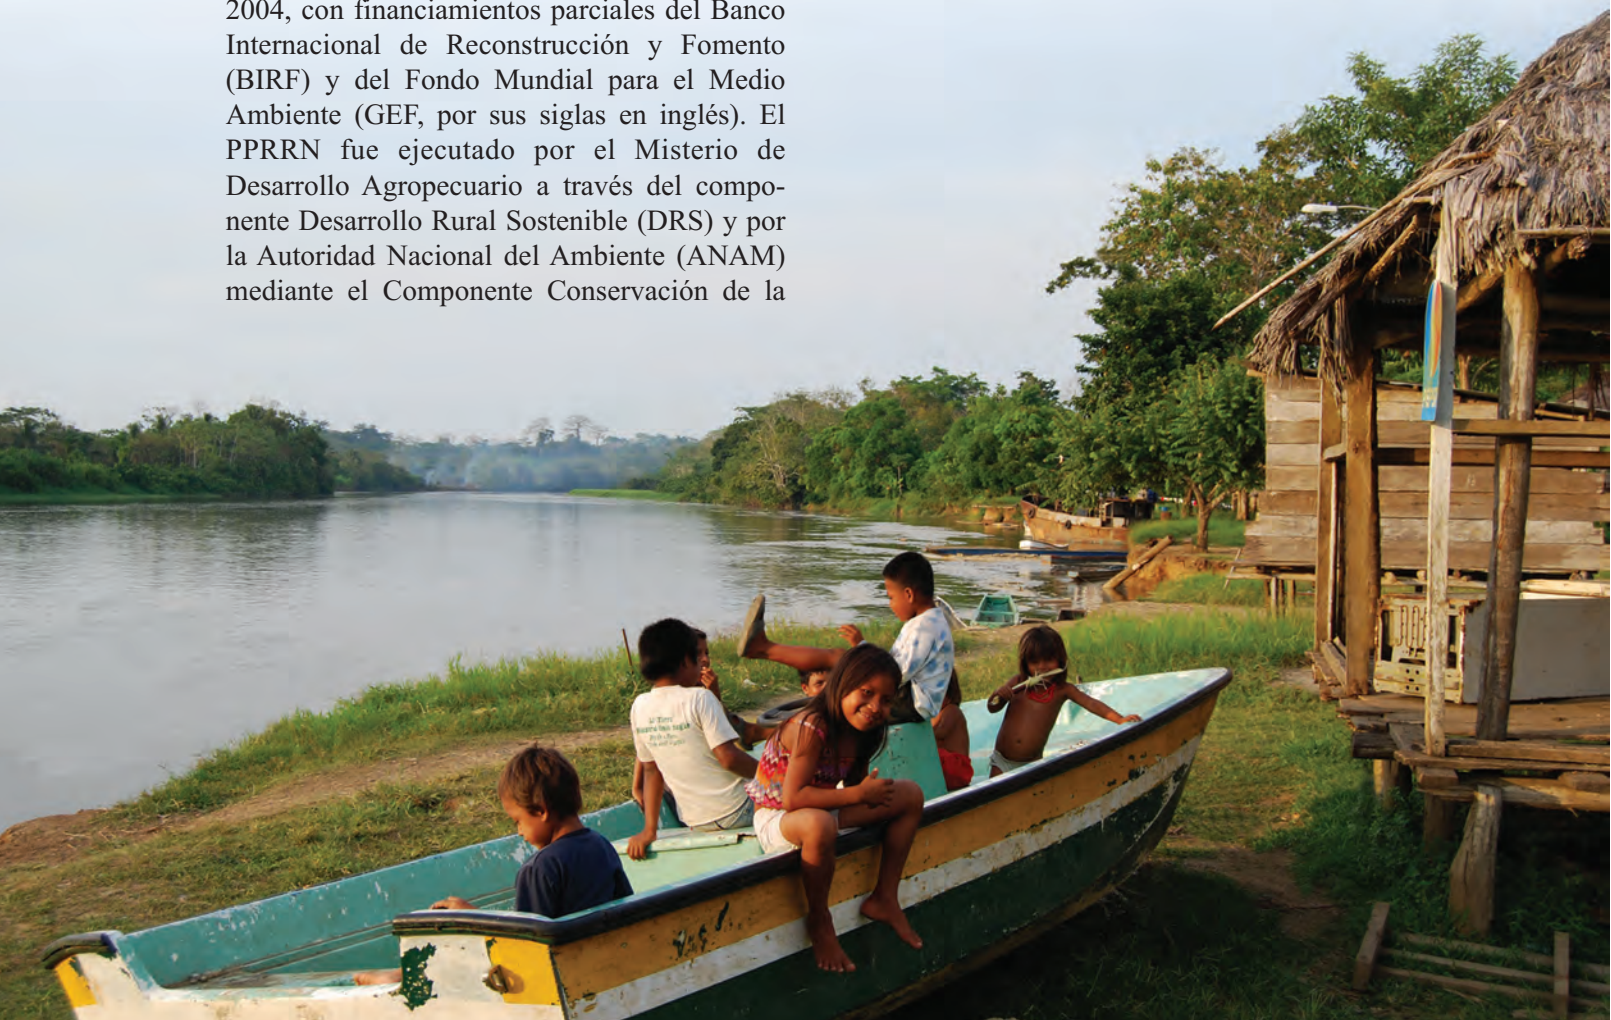 2004, con financiamientos parciales del Banco
Internacional de Reconstrucción y Fomento
(BIRF) y del Fondo Mundial para el Medio
Ambiente (GEF, por sus siglas en inglés). El
PPRRN fue ejecutado por el Misterio de
Desarrollo Agropecuario a través del compo-
nente Desarrollo Rural Sostenible (DRS) y por
la Autoridad Nacional del Ambiente (ANAM)
mediante el Componente Conservación de la